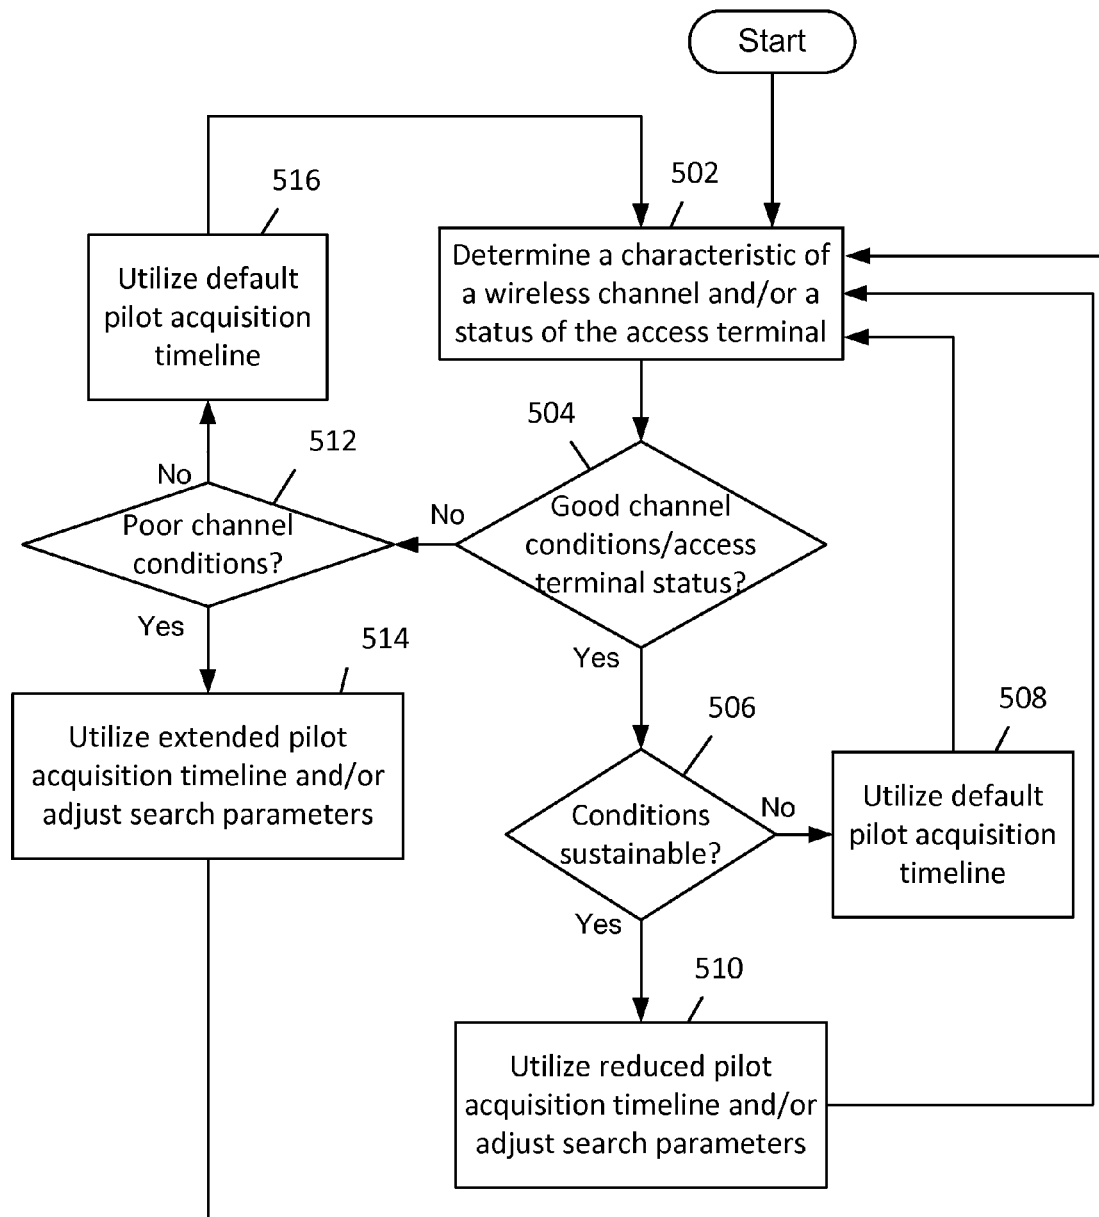 Start
516
502
Utilize default
pilot acquisition
timeline
Determine a characteristic of
a wireless channel and/or a
status of the access terminal
504
512
No
Poor channel
conditions?
No
Good channel
conditions/access
terminal status?
Yes
514
Yes
506
508
Utilize extended pilot
acquisition timeline and/or
adjust search parameters
Conditions
sustainable?
No
Utilize default
pilot acquisition
timeline
Yes
510
Utilize reduced pilot
acquisition timeline and/or
adjust search parameters